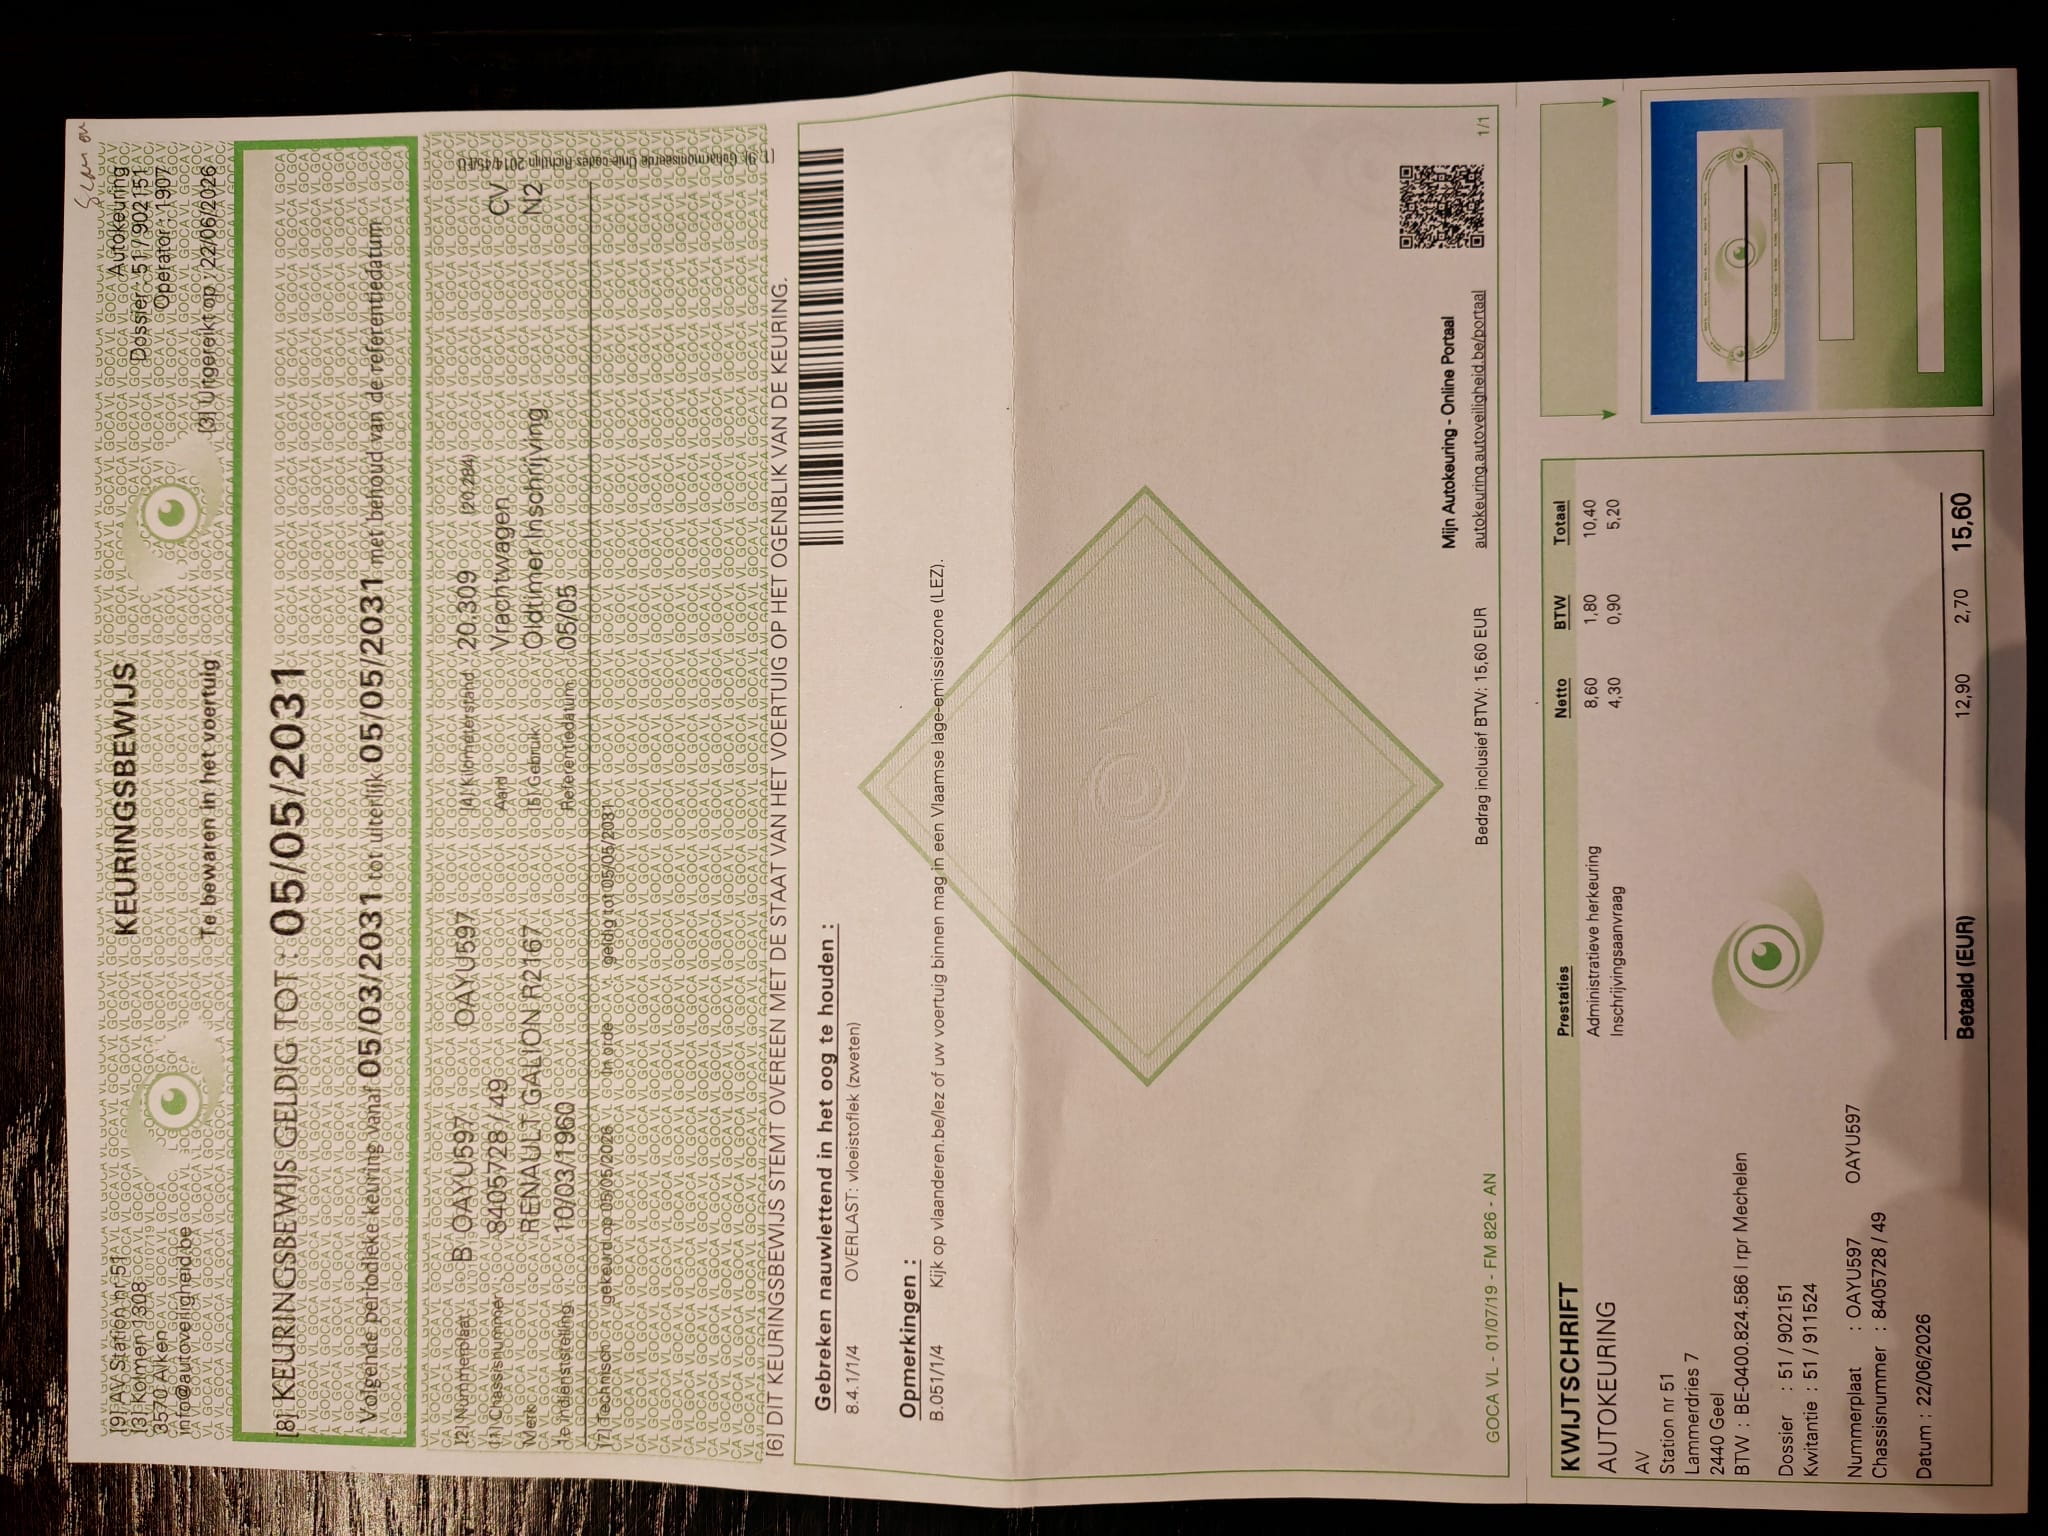 [9] AV Station nr 51
[3] Kolmen 1308
3570 Alken
info@autoveiligheid.be
KEURINGSBEWIJS
Te bewaren in het voertuig
Autokeuring
Dossier : 51 / 902151
Operator : 1907
[3] Uitgereikt op : 22/06/2026
[8] KEURINGSBEWIJS GELDIG TOT : 05/05/2031
Volgende periodieke keuring vanaf 05/03/2031 tot uiterlijk 05/05/2031 met behoud van de referentiedatum
[2] Nummerplaat B OAYU597 OAYU597 [4] Kilometerstand 20.309 (20.284)
[1] Chassisnummer 8405728 / 49 Aard Vrachtwagen CV
Merk RENAULT GALION R2167 [5] Gebruik Oldtimer Inschrijving N2
1e indienststelling 10/03/1960 Referentiedatum 05/05
[7] Technisch gekeurd op 05/05/2026 In orde geldig tot 05/05/2031
[ ] 9: Geharmoniseerde Unie-codes Richtlijn 2014/45/EU
[6] DIT KEURINGSBEWIJS STEMT OVEREEN MET DE STAAT VAN HET VOERTUIG OP HET OGENBLIK VAN DE KEURING.
Gebreken nauwlettend in het oog te houden :
8.4.1/1/4 OVERLAST: vloeistoflek (zweten)
Opmerkingen :
B.051/1/4 Kijk op vlaanderen.be/lez of uw voertuig binnen mag in een Vlaamse lage-emissiezone (LEZ).
Mijn Autokeuring - Online Portaal
autokeuring.autoveiligheid.be/portaal
Bedrag inclusief BTW: 15,60 EUR
GOCA VL - 01/07/19 - FM 826 - AN
1/1
KWIJTSCHRIFT
AUTOKEURING
AV
Station nr 51
Lammerdries 7
2440 Geel
BTW : BE-0400.824.586 | rpr Mechelen
Dossier : 51 / 902151
Kwitantie : 51 / 911524
Nummerplaat : OAYU597 OAYU597
Chassisnummer : 8405728 / 49
Datum : 22/06/2026
Prestaties Netto BTW Totaal
Administratieve herkeuring 8,60 1,80 10,40
Inschrijvingsaanvraag 4,30 0,90 5,20
Betaald (EUR) 12,90 2,70 15,60